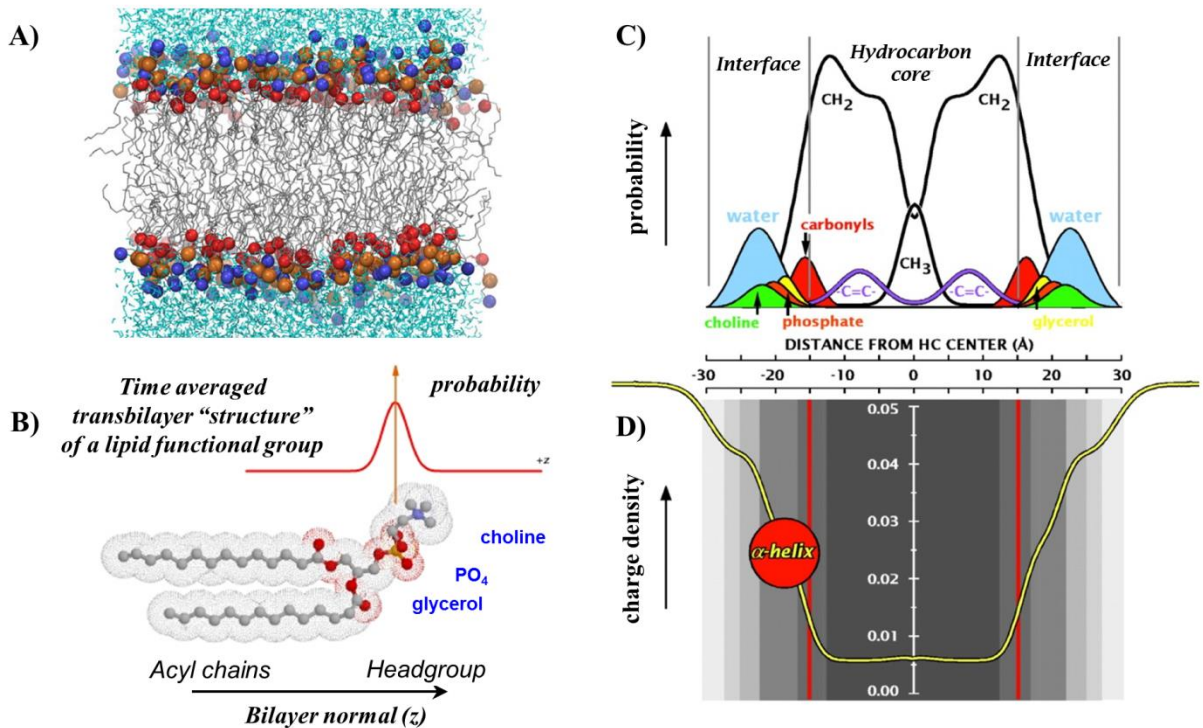 A)
B)
Time averaged
transbilayer “structure”
of a lipid functional group
probability
+z
choline
PO₄
glycerol
Acyl chains
Headgroup
Bilayer normal (z)
C)
Interface
Hydrocarbon
core
Interface
CH₂
CH₂
probability
water
carbonyls
water
CH₃
-C=C-
-C=C-
choline
phosphate
glycerol
DISTANCE FROM HC CENTER (Å)
-30 -20 -10 0 10 20 30
D)
charge density
0.05
0.04
0.03
α-helix
0.02
0.01
0.00